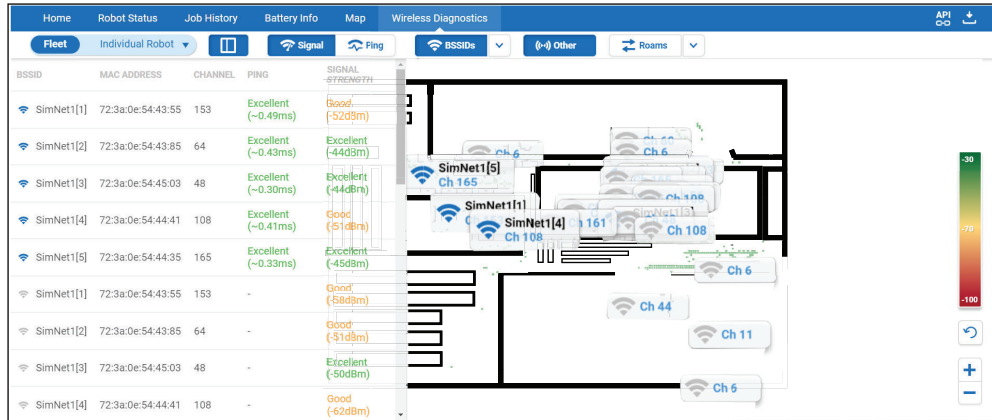 Home Robot Status Job History Battery Info Map Wireless Diagnostics API
Fleet Individual Robot Signal Ping BSSIDs Other Roams
BSSID MAC ADDRESS CHANNEL PING SIGNAL STRENGTH
SimNet1[1] 72:3a:0e:54:43:55 153 Excellent (~0.49ms) Good (-52dBm)
SimNet1[2] 72:3a:0e:54:43:85 64 Excellent (~0.43ms) Excellent (-44dBm)
SimNet1[3] 72:3a:0e:54:45:03 48 Excellent (~0.30ms) Excellent (-44dBm)
SimNet1[4] 72:3a:0e:54:44:41 108 Excellent (~0.41ms) Good (-51dBm)
SimNet1[5] 72:3a:0e:54:44:35 165 Excellent (~0.33ms) Excellent (-45dBm)
SimNet1[1] 72:3a:0e:54:43:55 153 - Good (-58dBm)
SimNet1[2] 72:3a:0e:54:43:85 64 - Good (-51dBm)
SimNet1[3] 72:3a:0e:54:45:03 48 - Excellent (-50dBm)
SimNet1[4] 72:3a:0e:54:44:41 108 - Good (-62dBm)
Ch 6
Ch 6
SimNet1[5]
Ch 165
SimNet1[1]
Ch 108
SimNet1[4]
Ch 108
Ch 161
SimNet1[3]
Ch 108
Ch 6
Ch 44
Ch 11
Ch 6
-30
-70
-100